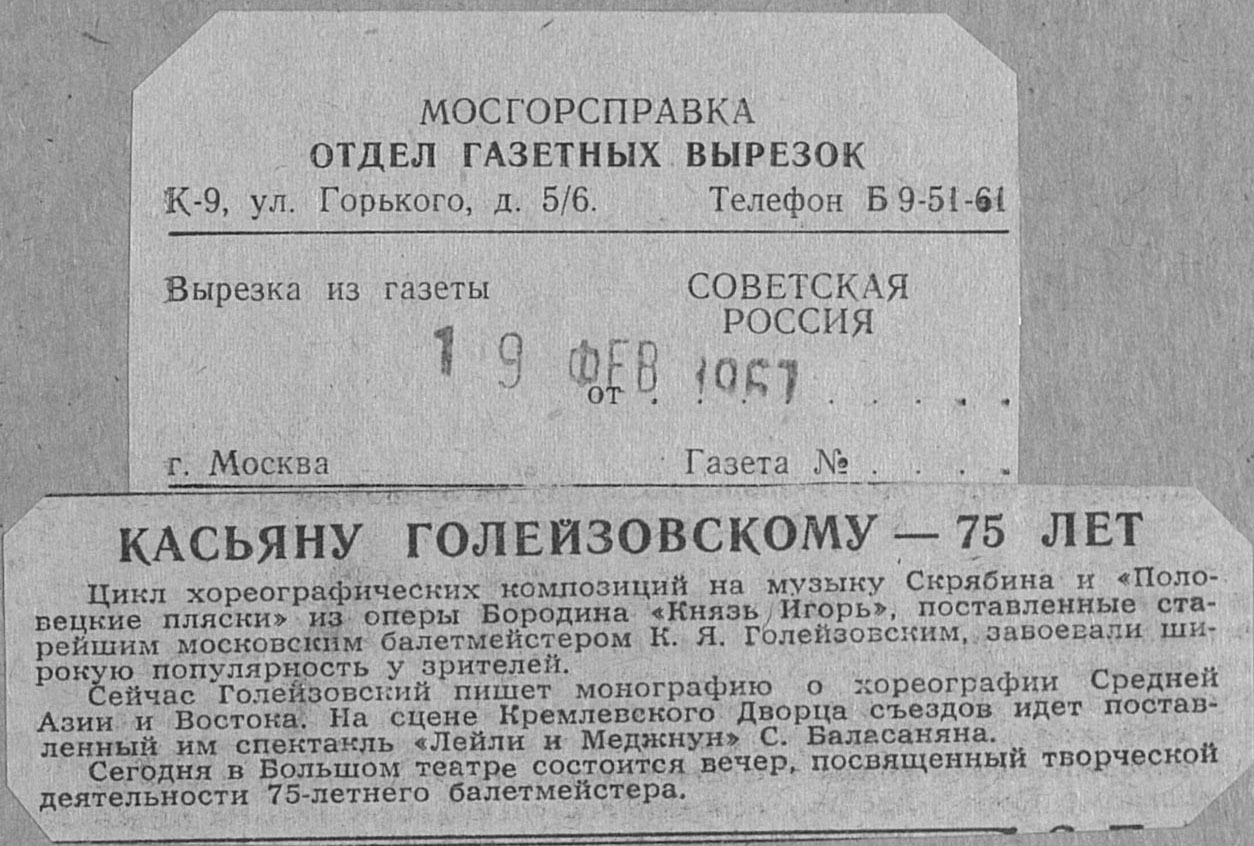 МОСГОРСПРАВКА
ОТДЕЛ ГАЗЕТНЫХ ВЫРЕЗОК
К-9, ул. Горького, д. 5/6. Телефон Б 9-51-61
Вырезка из газеты СОВЕТСКАЯ
РОССИЯ
19 ФЕВ 1967
от . . . . . . . . .
г. Москва Газета № . . . .
КАСЬЯНУ ГОЛЕЙЗОВСКОМУ — 75 ЛЕТ
Цикл хореографических композиций на музыку Скрябина и «Поло-
вецкие пляски» из оперы Бородина «Князь Игорь», поставленные ста-
рейшим московским балетмейстером К. Я. Голейзовским, завоевали ши-
рокую популярность у зрителей.
Сейчас Голейзовский пишет монографию о хореографии Средней
Азии и Востока. На сцене Кремлевского Дворца съездов идет постав-
ленный им спектакль «Лейли и Меджнун» С. Баласаняна.
Сегодня в Большом театре состоится вечер, посвященный творческой
деятельности 75-летнего балетмейстера.